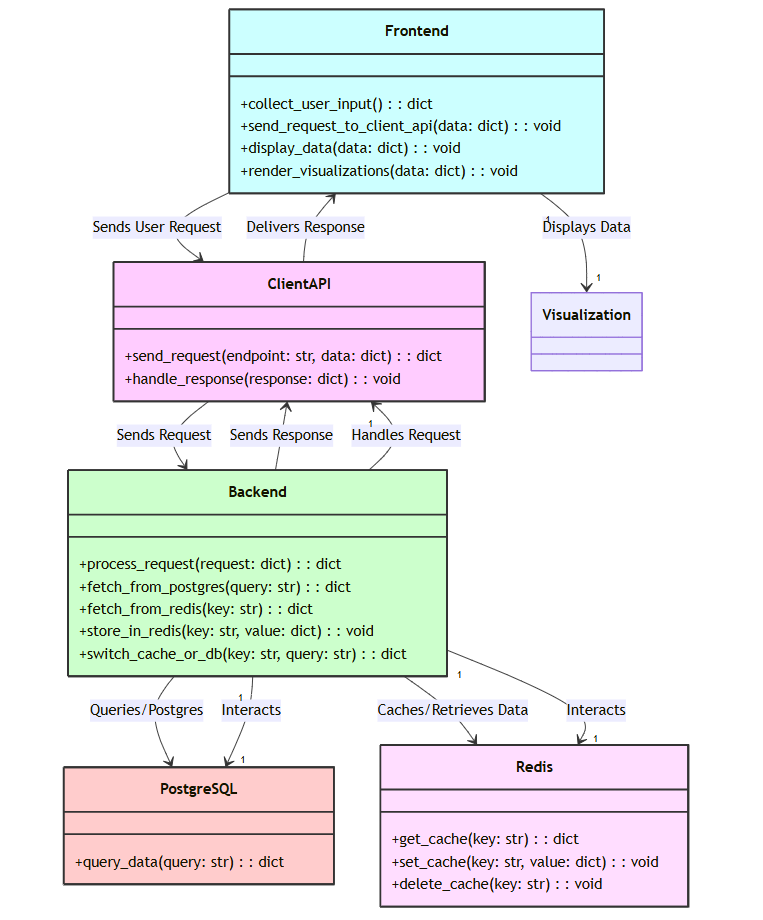 Frontend
+collect_user_input() : : dict
+send_request_to_client_api(data: dict) : : void
+display_data(data: dict) : : void
+render_visualizations(data: dict) : : void
Sends User Request
Delivers Response
1
Displays Data
1
ClientAPI
+send_request(endpoint: str, data: dict) : : dict
+handle_response(response: dict) : : void
Visualization
1
Sends Request
Sends Response
Handles Request
Backend
+process_request(request: dict) : : dict
+fetch_from_postgres(query: str) : : dict
+fetch_from_redis(key: str) : : dict
+store_in_redis(key: str, value: dict) : : void
+switch_cache_or_db(key: str, query: str) : : dict
1
1
Queries/Postgres
Interacts
Caches/Retrieves Data
Interacts
1
1
PostgreSQL
+query_data(query: str) : : dict
Redis
+get_cache(key: str) : : dict
+set_cache(key: str, value: dict) : : void
+delete_cache(key: str) : : void